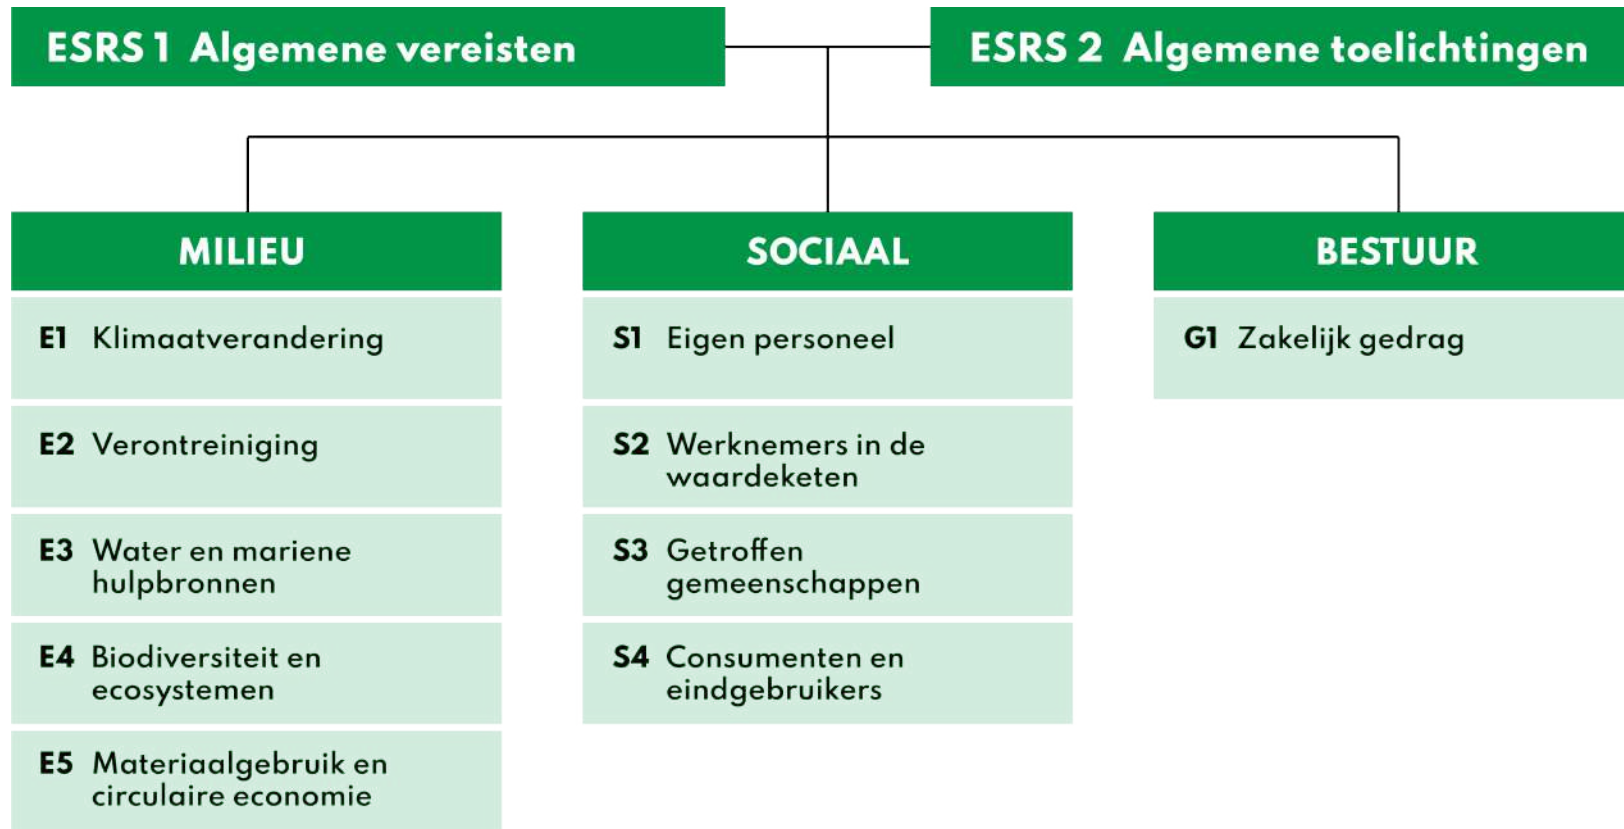 ESRS 1 Algemene vereisten
ESRS 2 Algemene toelichtingen
MILIEU
E1 Klimaatverandering
E2 Verontreiniging
E3 Water en mariene
hulpbronnen
E4 Biodiversiteit en
ecosystemen
E5 Materiaalgebruik en
circulaire economie
SOCIAAL
S1 Eigen personeel
S2 Werknemers in de
waardeketen
S3 Getroffen
gemeenschappen
S4 Consumenten en
eindgebruikers
BESTUUR
G1 Zakelijk gedrag